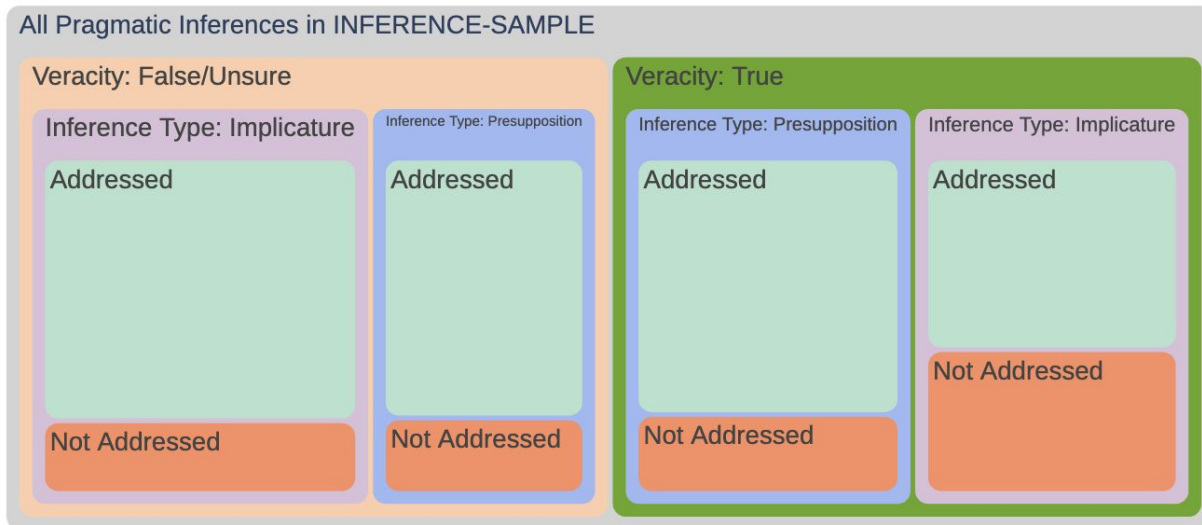 All Pragmatic Inferences in INFERENCE-SAMPLE
Veracity: False/Unsure
Inference Type: Implicature
Addressed
Not Addressed
Inference Type: Presupposition
Addressed
Not Addressed
Veracity: True
Inference Type: Presupposition
Addressed
Not Addressed
Inference Type: Implicature
Addressed
Not Addressed